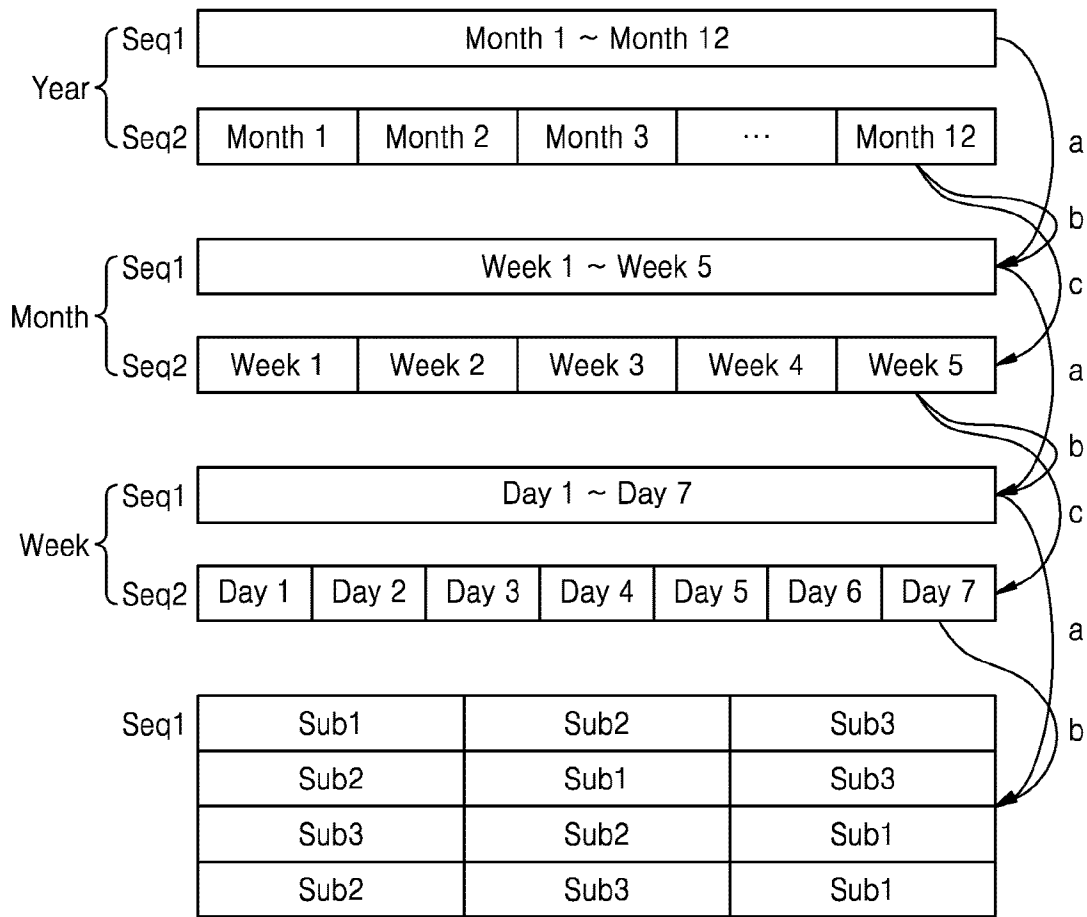 Year
Seq1 Month 1 ~ Month 12
Seq2 Month 1 Month 2 Month 3 ··· Month 12
a
b
c
Month
Seq1 Week 1 ~ Week 5
Seq2 Week 1 Week 2 Week 3 Week 4 Week 5
a
b
c
Week
Seq1 Day 1 ~ Day 7
Seq2 Day 1 Day 2 Day 3 Day 4 Day 5 Day 6 Day 7
a
b
Seq1 Sub1 Sub2 Sub3
Sub2 Sub1 Sub3
Sub3 Sub2 Sub1
Sub2 Sub3 Sub1